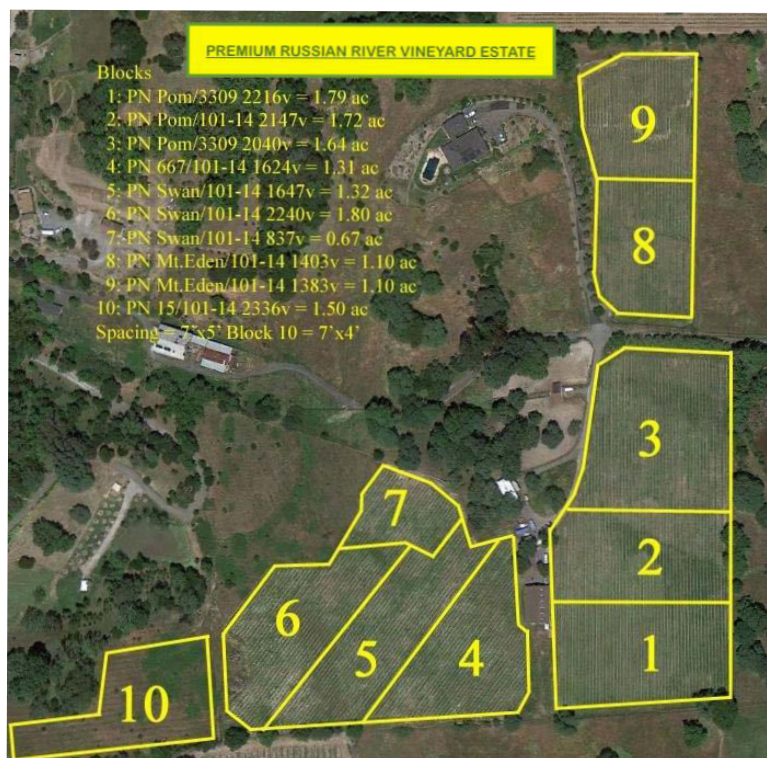 PREMIUM RUSSIAN RIVER VINEYARD ESTATE
Blocks
1: PN Pom/3309 2216v = 1.79 ac
2: PN Pom/101-14 2147v = 1.72 ac
3: PN Pom/3309 2040v = 1.64 ac
4: PN 667/101-14 1624v = 1.31 ac
5: PN Swan/101-14 1647v = 1.32 ac
6: PN Swan/101-14 2240v = 1.80 ac
7: PN Swan/101-14 837v = 0.67 ac
8: PN Mt.Eden/101-14 1403v = 1.10 ac
9: PN Mt.Eden/101-14 1383v = 1.10 ac
10: PN 15/101-14 2336v = 1.50 ac
Spacing = 7'x5' Block 10 = 7'x4'
9
8
3
7
2
6
5
4
1
10